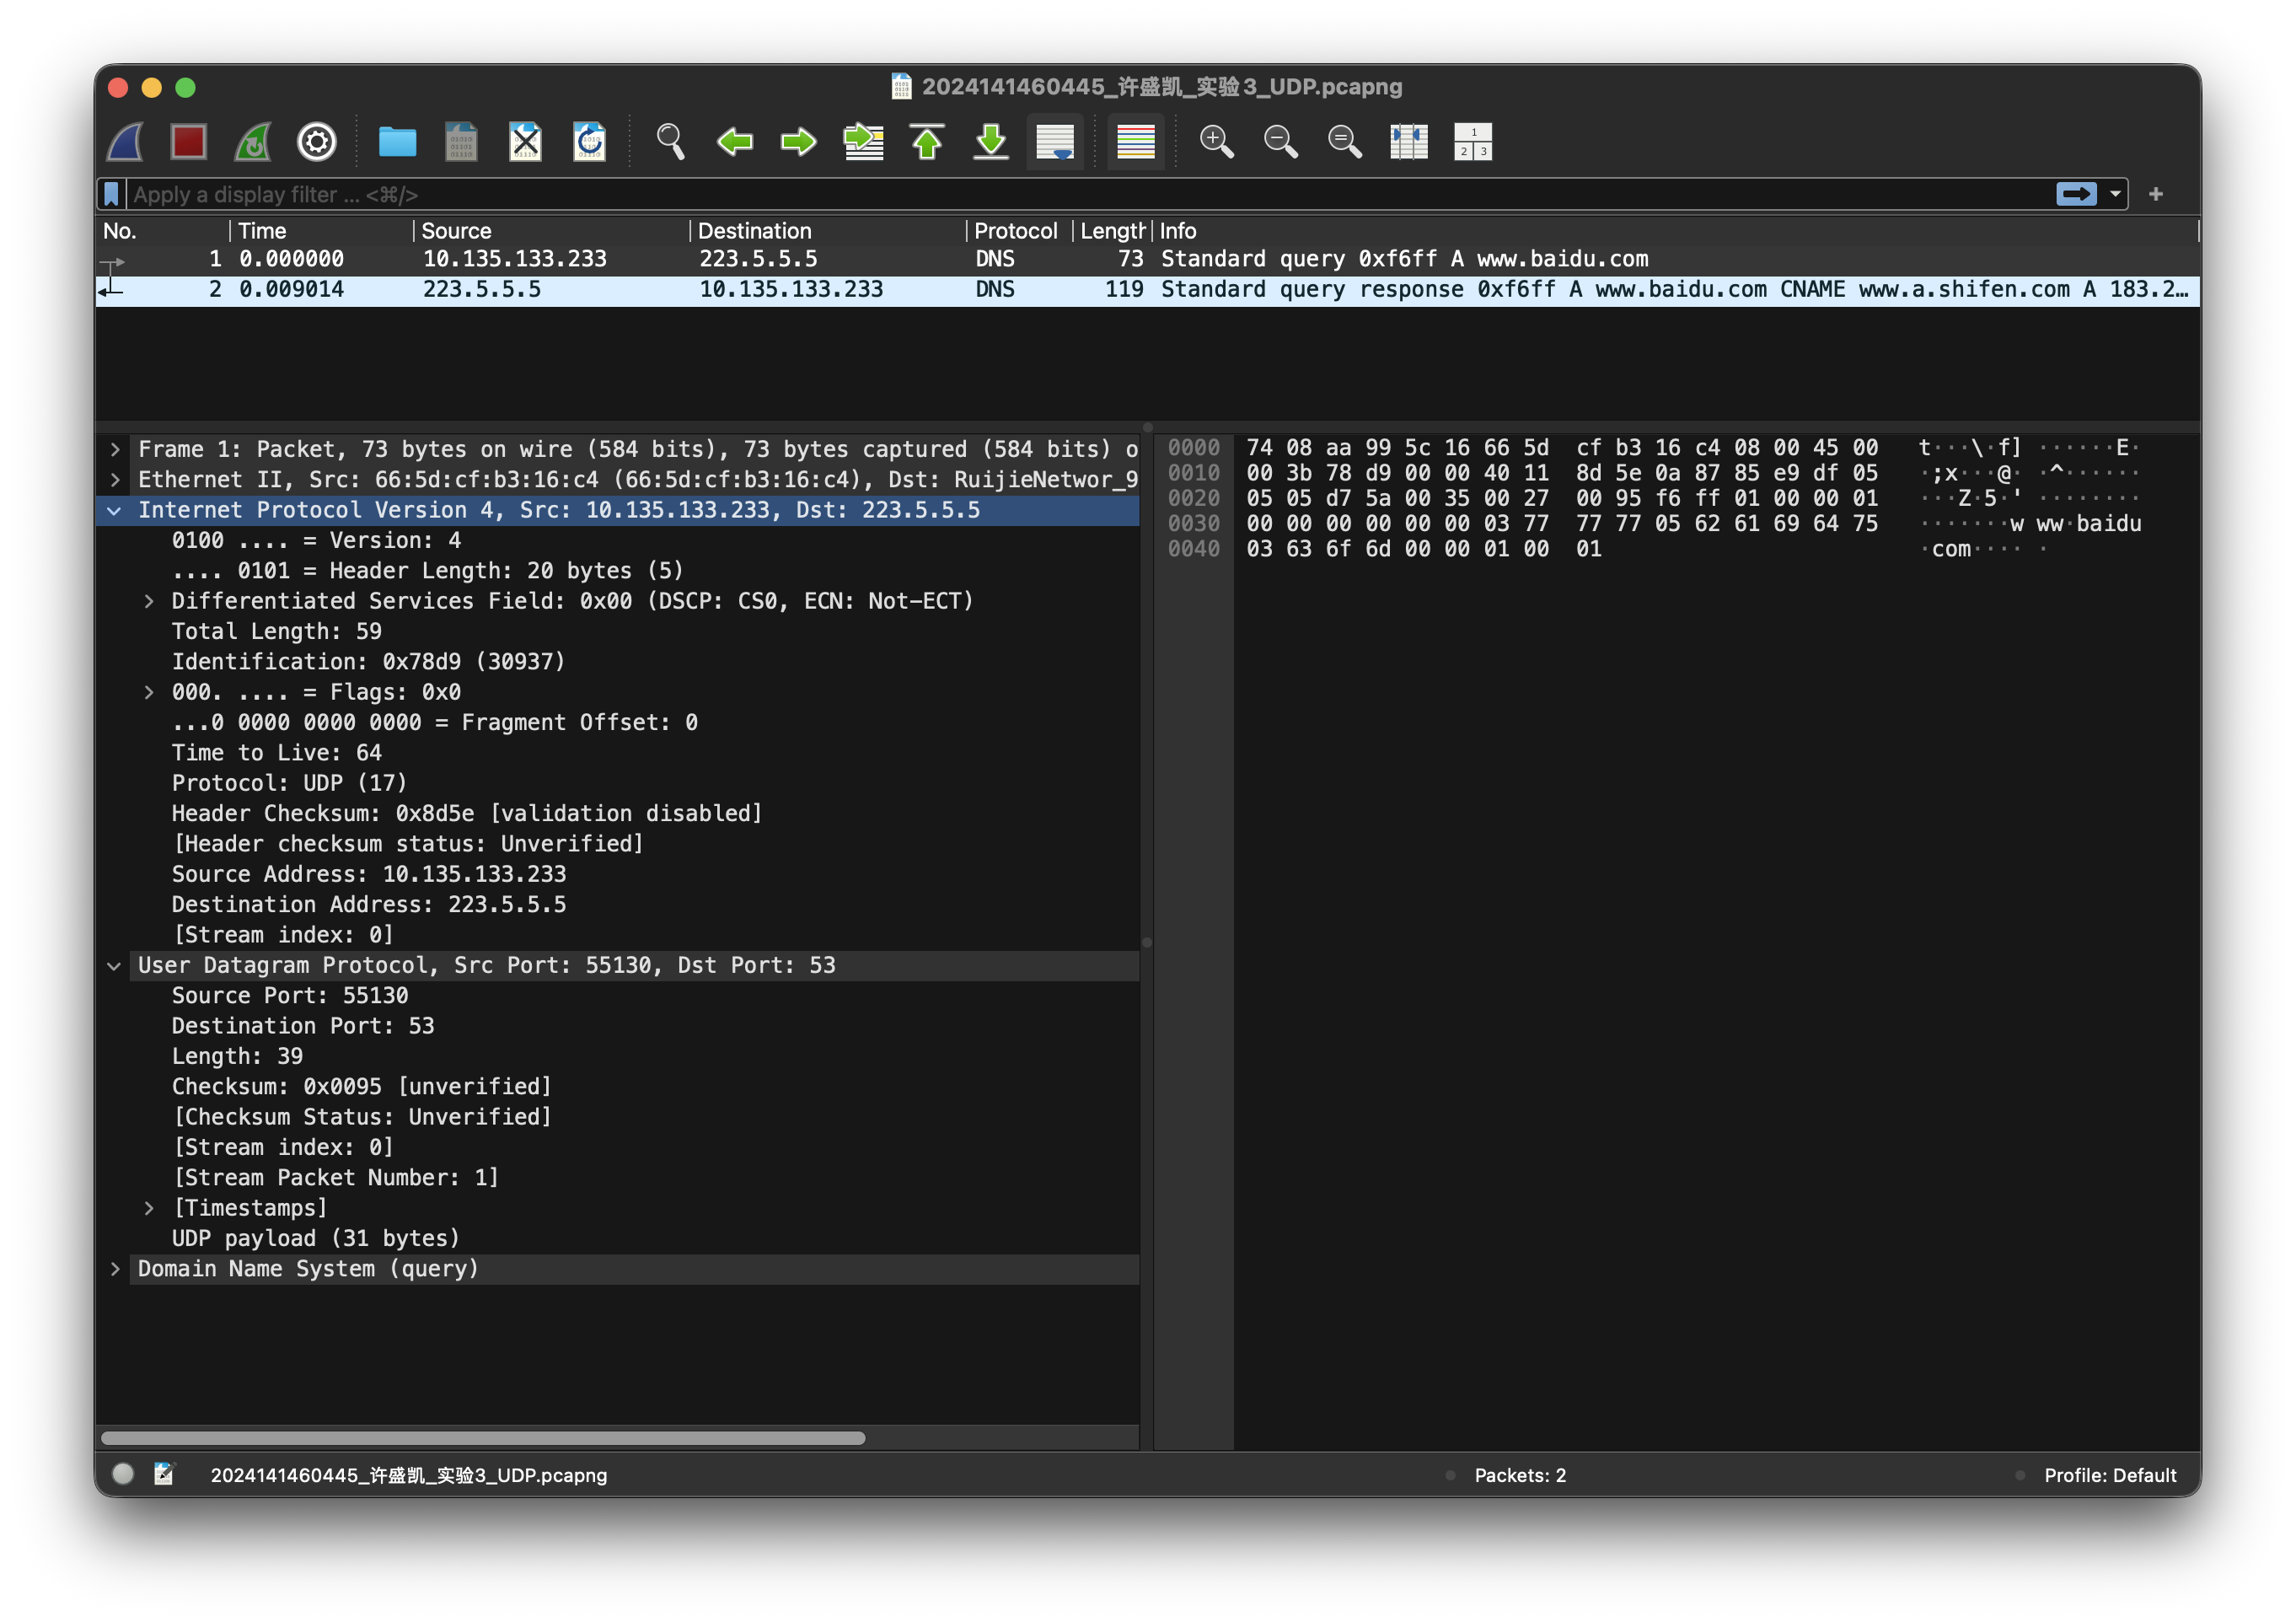 2024141460445_许盛凯_实验3_UDP.pcapng
Apply a display filter ... <⌘/>
No. Time Source Destination Protocol Length Info
1 0.000000 10.135.133.233 223.5.5.5 DNS 73 Standard query 0xf6ff A www.baidu.com
2 0.009014 223.5.5.5 10.135.133.233 DNS 119 Standard query response 0xf6ff A www.baidu.com CNAME www.a.shifen.com A 183.2…
Frame 1: Packet, 73 bytes on wire (584 bits), 73 bytes captured (584 bits) o
Ethernet II, Src: 66:5d:cf:b3:16:c4 (66:5d:cf:b3:16:c4), Dst: RuijieNetwor_9
Internet Protocol Version 4, Src: 10.135.133.233, Dst: 223.5.5.5
0100 .... = Version: 4
.... 0101 = Header Length: 20 bytes (5)
Differentiated Services Field: 0x00 (DSCP: CS0, ECN: Not-ECT)
Total Length: 59
Identification: 0x78d9 (30937)
000. .... = Flags: 0x0
...0 0000 0000 0000 = Fragment Offset: 0
Time to Live: 64
Protocol: UDP (17)
Header Checksum: 0x8d5e [validation disabled]
[Header checksum status: Unverified]
Source Address: 10.135.133.233
Destination Address: 223.5.5.5
[Stream index: 0]
User Datagram Protocol, Src Port: 55130, Dst Port: 53
Source Port: 55130
Destination Port: 53
Length: 39
Checksum: 0x0095 [unverified]
[Checksum Status: Unverified]
[Stream index: 0]
[Stream Packet Number: 1]
[Timestamps]
UDP payload (31 bytes)
Domain Name System (query)
0000 74 08 aa 99 5c 16 66 5d cf b3 16 c4 08 00 45 00 t···\·f] ······E·
0010 00 3b 78 d9 00 00 40 11 8d 5e 0a 87 85 e9 df 05 ·;x···@· ·^······
0020 05 05 d7 5a 00 35 00 27 00 95 f6 ff 01 00 00 01 ···Z·5·' ········
0030 00 00 00 00 00 00 03 77 77 77 05 62 61 69 64 75 ·······w ww·baidu
0040 03 63 6f 6d 00 00 01 00 01 ·com···· ·
2024141460445_许盛凯_实验3_UDP.pcapng
Packets: 2
Profile: Default